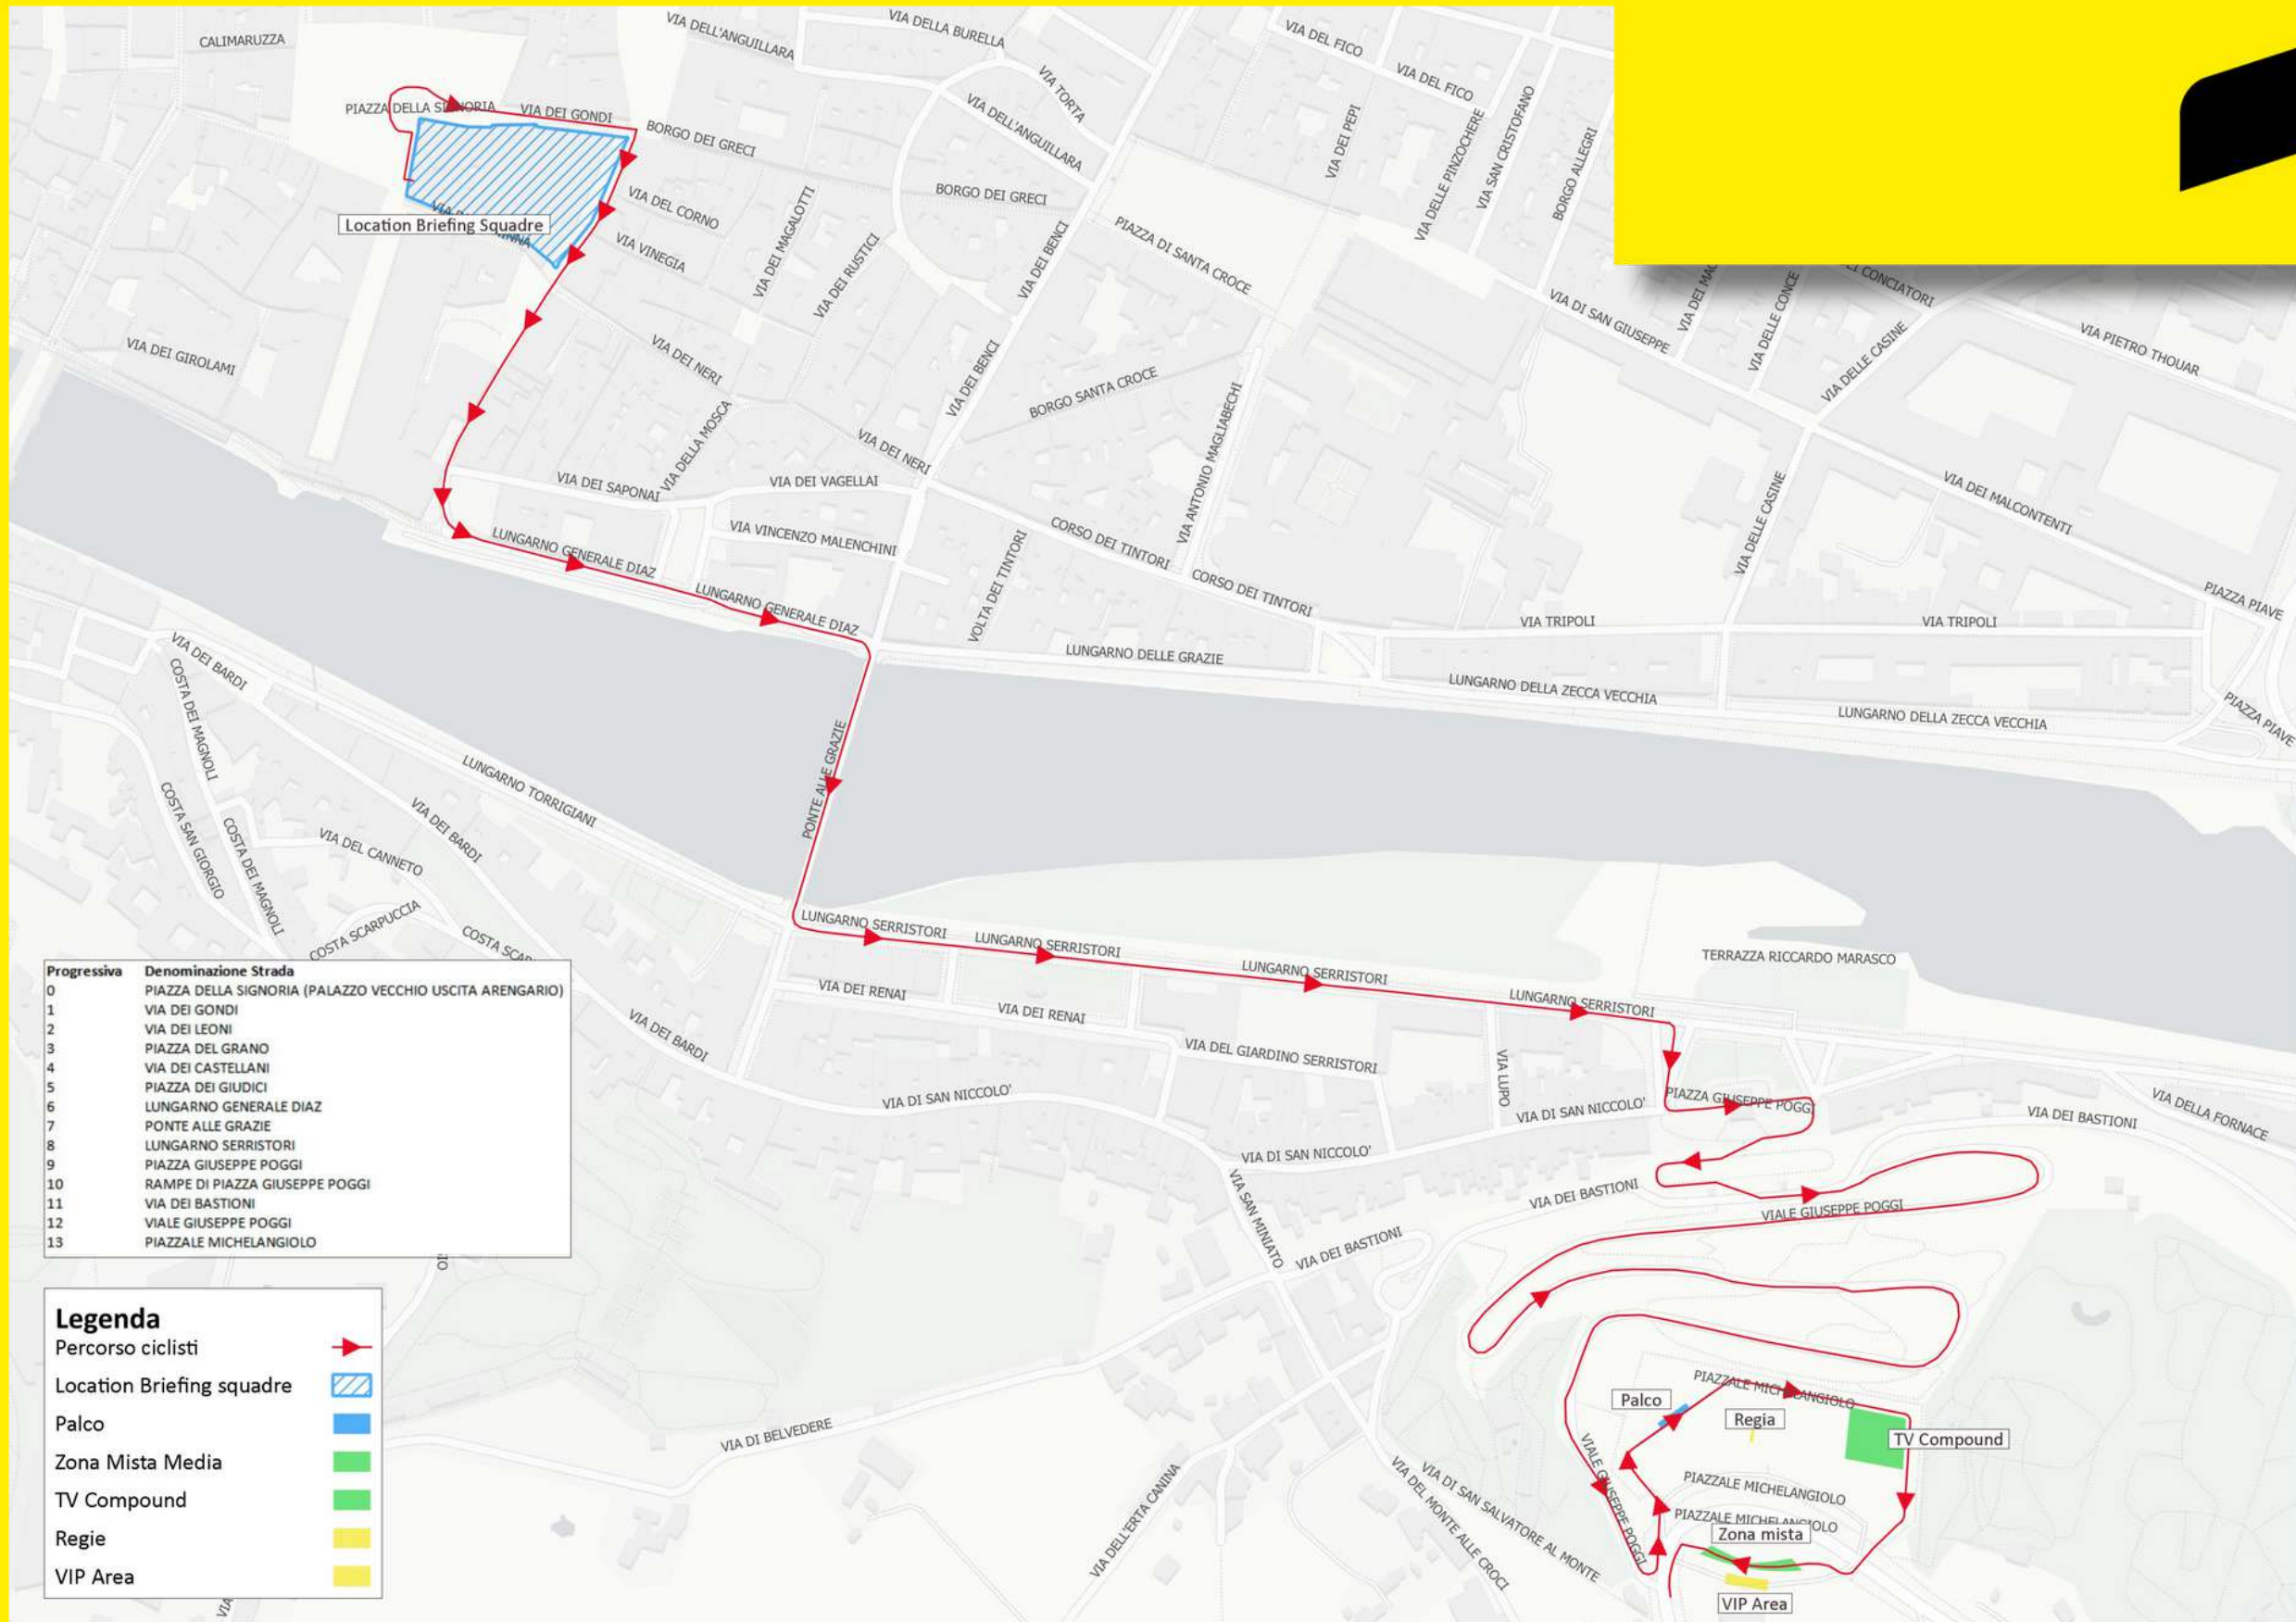 CALIMARUZZA
VIA DELL'ANGUILLARA
VIA DELLA BURELLA
VIA DEL FICO
VIA DEL FICO
VIA TORTA
VIA DELL'ANGUILLARA
VIA DEI PEPI
VIA DELLE PINZOCHERE
VIA SAN CRISTOFANO
BORGO ALLEGRI
PIAZZA DELLA SIGNORIA
VIA DEI GONDI
BORGO DEI GRECI
BORGO DEI GRECI
VIA DEL CORNO
VIA VINEGIA
VIA DEI MAGALOTTI
VIA DEI RUSTICI
VIA DEI BENCI
PIAZZA DI SANTA CROCE
Location Briefing Squadre
VIA DI SAN GIUSEPPE
VIA DEI
VIA DELLE CONCE
CONCIATORI
VIA DELLE CASINE
VIA PIETRO THOUAR
VIA DEI GIROLAMI
VIA DEI NERI
VIA DEI BENCI
BORGO SANTA CROCE
VIA ANTONIO MAGLIABECHI
VIA DELLA MOSCA
VIA DEI NERI
VIA DEI SAPONAI
VIA DEI VAGELLAI
VIA VINCENZO MALENCHINI
VOLTA DEI TINTORI
CORSO DEI TINTORI
CORSO DEI TINTORI
VIA DELLE CASINE
VIA DEI MALCONTENTI
PIAZZA PIAVE
LUNGARNO GENERALE DIAZ
LUNGARNO GENERALE DIAZ
LUNGARNO DELLE GRAZIE
VIA TRIPOLI
VIA TRIPOLI
LUNGARNO DELLA ZECCA VECCHIA
LUNGARNO DELLA ZECCA VECCHIA
PIAZZA PIAVE
VIA DEI BARDI
COSTA DEI MAGNOLI
COSTA SAN GIORGIO
COSTA DEI MAGNOLI
VIA DEL CANNETO
VIA DEI BARDI
LUNGARNO TORRIGIANI
PONTE ALLE GRAZIE
COSTA SCARPUCCIA
LUNGARNO SERRISTORI
LUNGARNO SERRISTORI
LUNGARNO SERRISTORI
LUNGARNO SERRISTORI
TERRAZZA RICCARDO MARASCO
VIA DEI RENAI
VIA DEI RENAI
VIA DEI BARDI
VIA DEL GIARDINO SERRISTORI
VIA LUPO
VIA DI SAN NICCOLO'
VIA DI SAN NICCOLO'
VIA DI SAN NICCOLO'
PIAZZA GIUSEPPE POGGI
VIA DEI BASTIONI
VIA DELLA FORNACE
VIA SAN MINIATO
VIA DEI BASTIONI
VIA DEI BASTIONI
VIALE GIUSEPPE POGGI
Progressiva Denominazione Strada
0 PIAZZA DELLA SIGNORIA (PALAZZO VECCHIO USCITA ARENGARIO)
1 VIA DEI GONDI
2 VIA DEI LEONI
3 PIAZZA DEL GRANO
4 VIA DEI CASTELLANI
5 PIAZZA DEI GIUDICI
6 LUNGARNO GENERALE DIAZ
7 PONTE ALLE GRAZIE
8 LUNGARNO SERRISTORI
9 PIAZZA GIUSEPPE POGGI
10 RAMPE DI PIAZZA GIUSEPPE POGGI
11 VIA DEI BASTIONI
12 VIALE GIUSEPPE POGGI
13 PIAZZALE MICHELANGIOLO
Legenda
Percorso ciclisti
Location Briefing squadre
Palco
Zona Mista Media
TV Compound
Regie
VIP Area
VIA
VIA DI BELVEDERE
VIA DELL'ERTA CANINA
VIA DEL MONTE ALLE CROCI
VIA DI SAN SALVATORE AL MONTE
VIALE GIUSEPPE POGGI
PIAZZALE MICHELANGIOLO
Palco
Regia
TV Compound
PIAZZALE MICHELANGIOLO
PIAZZALE MICHELANGIOLO
Zona mista
VIP Area